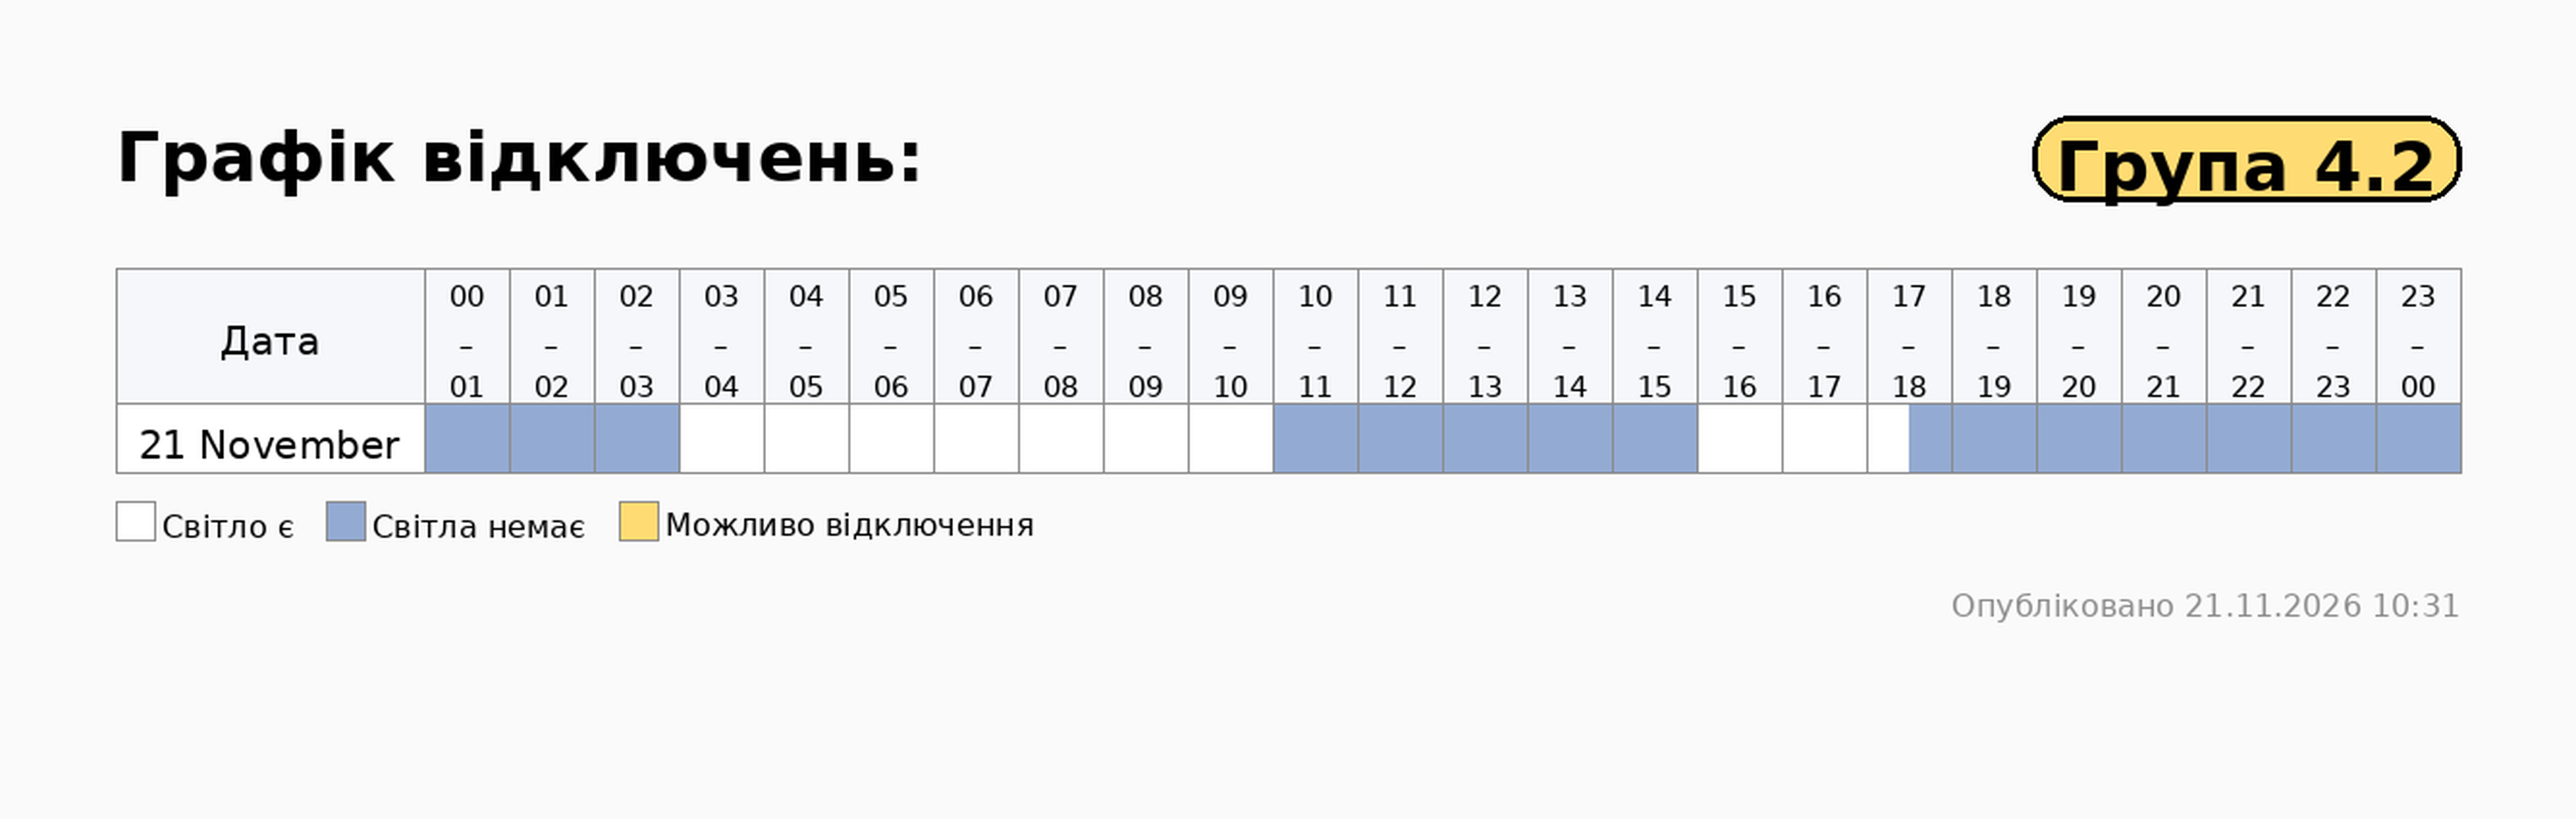 Графік відключень:
Група 4.2
Дата
00 – 01
01 – 02
02 – 03
03 – 04
04 – 05
05 – 06
06 – 07
07 – 08
08 – 09
09 – 10
10 – 11
11 – 12
12 – 13
13 – 14
14 – 15
15 – 16
16 – 17
17 – 18
18 – 19
19 – 20
20 – 21
21 – 22
22 – 23
23 – 00
21 November
Світло є
Світла немає
Можливо відключення
Опубліковано 21.11.2026 10:31